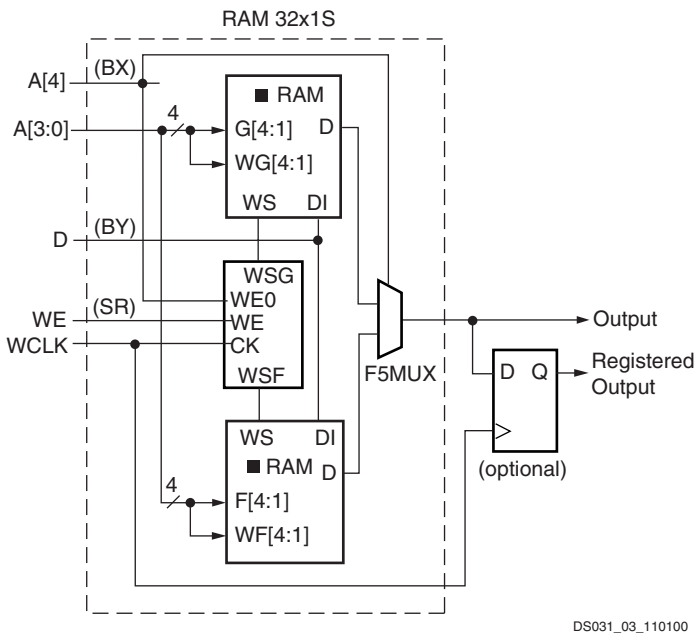 RAM 32x1S
A[4] (BX)
A[3:0] 4
RAM
G[4:1] D
WG[4:1]
WS DI
D (BY)
WSG
WE0
WE (SR) WE
WCLK CK
WSF
F5MUX
Output
D Q Registered
Output
(optional)
WS DI
RAM D
4 F[4:1]
WF[4:1]
DS031_03_110100